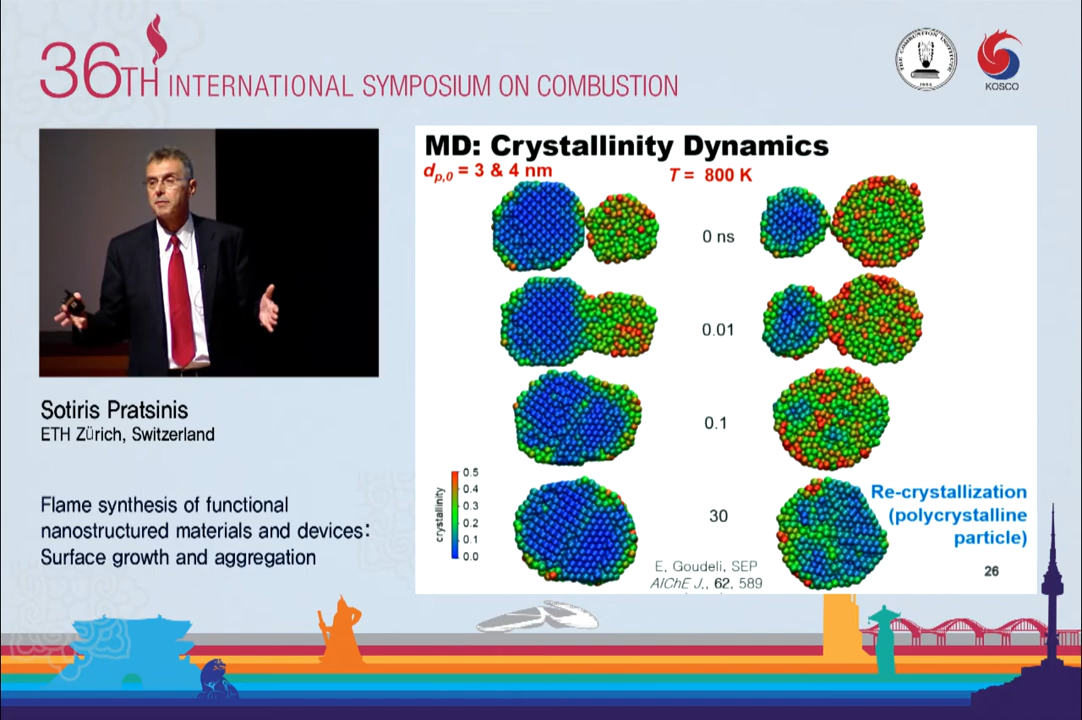 36TH INTERNATIONAL SYMPOSIUM ON COMBUSTION
THE COMBUSTION INSTITUTE
KOSCO
MD: Crystallinity Dynamics
dp,0 = 3 & 4 nm
T = 800 K
0 ns
0.01
0.1
30
crystallinity
0.5
0.4
0.3
0.2
0.1
0.0
Re-crystallization
(polycrystalline
particle)
E. Goudeli, SEP
AIChE J., 62, 589
26
Sotiris Pratsinis
ETH Zürich, Switzerland
Flame synthesis of functional
nanostructured materials and devices:
Surface growth and aggregation